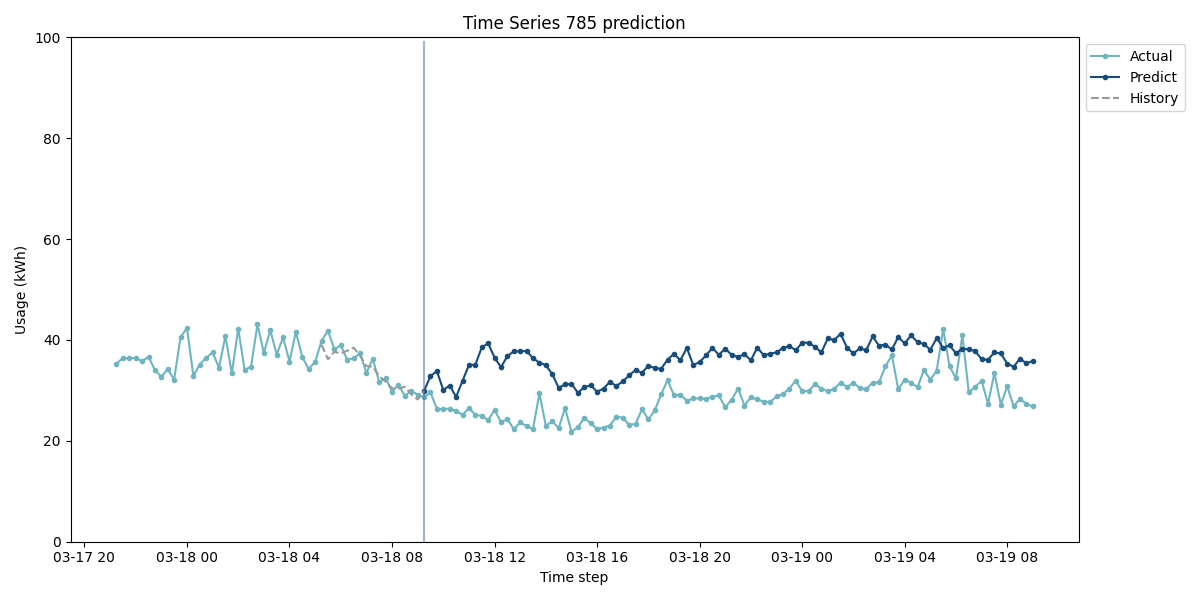 Time Series 785 prediction
100
80
60
40
20
0
Usage (kWh)
03-17 20 03-18 00 03-18 04 03-18 08 03-18 12 03-18 16 03-18 20 03-19 00 03-19 04 03-19 08
Time step
Actual
Predict
History